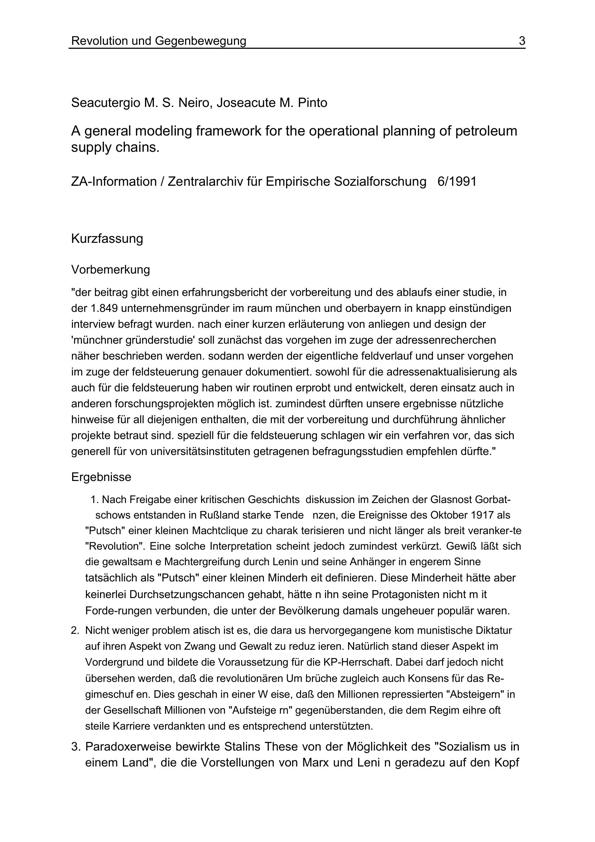 Revolution und Gegenbewegung 3
Seacutergio M. S. Neiro, Joseacute M. Pinto
A general modeling framework for the operational planning of petroleum
supply chains.
ZA-Information / Zentralarchiv für Empirische Sozialforschung 6/1991
Kurzfassung
Vorbemerkung
"der beitrag gibt einen erfahrungsbericht der vorbereitung und des ablaufs einer studie, in
der 1.849 unternehmensgründer im raum münchen und oberbayern in knapp einstündigen
interview befragt wurden. nach einer kurzen erläuterung von anliegen und design der
'münchner gründerstudie' soll zunächst das vorgehen im zuge der adressenrecherchen
näher beschrieben werden. sodann werden der eigentliche feldverlauf und unser vorgehen
im zuge der feldsteuerung genauer dokumentiert. sowohl für die adressenaktualisierung als
auch für die feldsteuerung haben wir routinen erprobt und entwickelt, deren einsatz auch in
anderen forschungsprojekten möglich ist. zumindest dürften unsere ergebnisse nützliche
hinweise für all diejenigen enthalten, die mit der vorbereitung und durchführung ähnlicher
projekte betraut sind. speziell für die feldsteuerung schlagen wir ein verfahren vor, das sich
generell für von universitätsinstituten getragenen befragungsstudien empfehlen dürfte."
Ergebnisse
1. Nach Freigabe einer kritischen Geschichts diskussion im Zeichen der Glasnost Gorbat-
schows entstanden in Rußland starke Tende nzen, die Ereignisse des Oktober 1917 als
"Putsch" einer kleinen Machtclique zu charak terisieren und nicht länger als breit veranker-te
"Revolution". Eine solche Interpretation scheint jedoch zumindest verkürzt. Gewiß läßt sich
die gewaltsam e Machtergreifung durch Lenin und seine Anhänger in engerem Sinne
tatsächlich als "Putsch" einer kleinen Minderh eit definieren. Diese Minderheit hätte aber
keinerlei Durchsetzungschancen gehabt, hätte n ihn seine Protagonisten nicht m it
Forde-rungen verbunden, die unter der Bevölkerung damals ungeheuer populär waren.
2. Nicht weniger problem atisch ist es, die dara us hervorgegangene kom munistische Diktatur
auf ihren Aspekt von Zwang und Gewalt zu reduz ieren. Natürlich stand dieser Aspekt im
Vordergrund und bildete die Voraussetzung für die KP-Herrschaft. Dabei darf jedoch nicht
übersehen werden, daß die revolutionären Um brüche zugleich auch Konsens für das Re-
gimeschuf en. Dies geschah in einer W eise, daß den Millionen repressierten "Absteigern" in
der Gesellschaft Millionen von "Aufsteige rn" gegenüberstanden, die dem Regim eihre oft
steile Karriere verdankten und es entsprechend unterstützten.
3. Paradoxerweise bewirkte Stalins These von der Möglichkeit des "Sozialism us in
einem Land", die die Vorstellungen von Marx und Leni n geradezu auf den Kopf